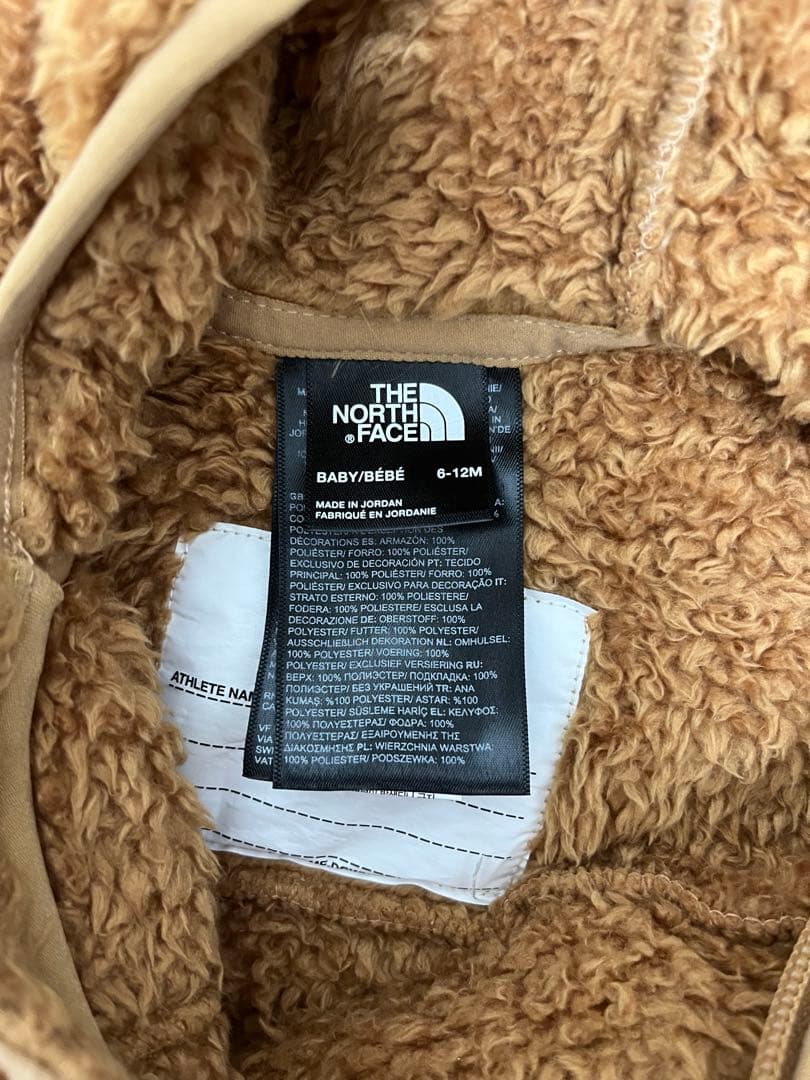 THE
NORTH
FACE
BABY/BÉBÉ 6-12M
MADE IN JORDAN
FABRIQUÉ EN JORDANIE
DÉCORATIONS ES: ARMAZÓN: 100%
POLIÉSTER/ FORRO: 100% POLIÉSTER/
EXCLUSIVO DE DECORACIÓN PT: TECIDO
PRINCIPAL: 100% POLIÉSTER/ FORRO: 100%
POLIÉSTER/ EXCLUSIVO PARA DECORAÇÃO IT:
STRATO ESTERNO: 100% POLIESTERE/
FODERA: 100% POLIESTERE/ ESCLUSA LA
DECORAZIONE DE: OBERSTOFF: 100%
POLYESTER/ FUTTER: 100% POLYESTER/
AUSSCHLIEBLICH DEKORATION NL: OMHULSEL:
100% POLYESTER/ VOERING: 100%
POLYESTER/ EXCLUSIEF VERSIERING RU:
ВЕРХ: 100% ПОЛИЭСТЕР/ ПОДКЛАДКА: 100%
ПОЛИЭСТЕР/ БЕЗ УКРАШЕНИЙ TR: ANA
KUMAŞ: %100 POLYESTER/ ASTAR: %100
POLYESTER/ SÜSLEME HARİÇ EL: ΚΕΛΥΦΟΣ:
100% ΠΟΛΥΕΣΤΕΡΑΣ/ ΦΟΔΡΑ: 100%
ΠΟΛΥΕΣΤΕΡΑΣ/ ΕΞΑΙΡΟΥΜΕΝΗΣ ΤΗΣ
ΔΙΑΚΟΣΜΗΣΗΣ PL: WIERZCHNIA WARSTWA:
100% POLIESTER/ PODSZEWKA: 100%
ATHLETE